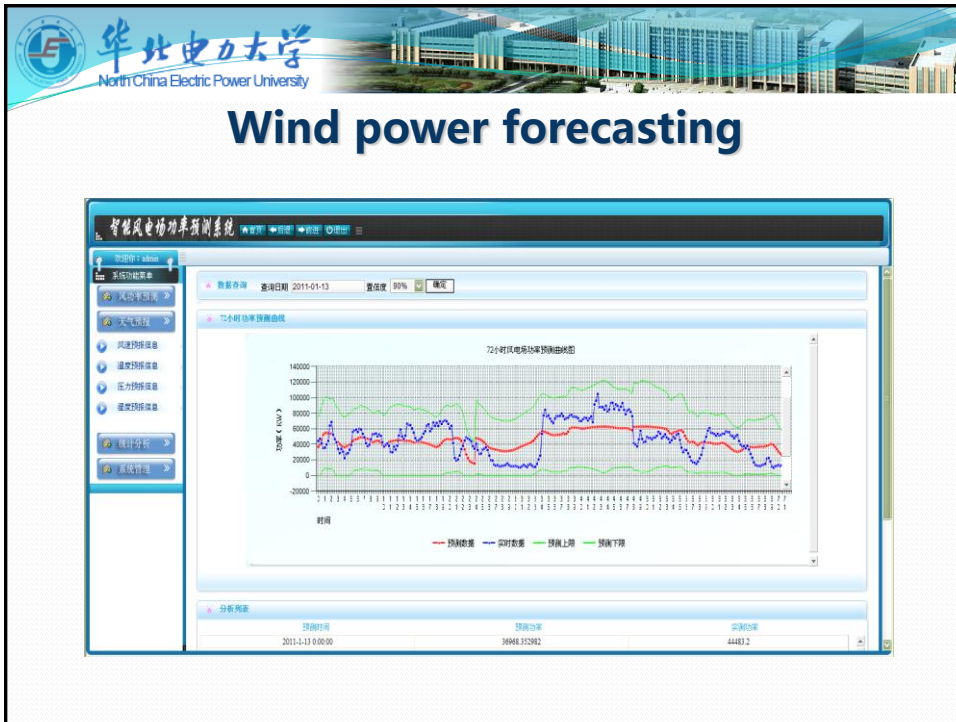 华北电力大学
North China Electric Power University
Wind power forecasting
智能风电场功率预测系统 首页 后退 前进 退出
欢迎你：admin
系统功能菜单
风功率预测
天气预报
风速预报信息
温度预报信息
压力预报信息
湿度预报信息
统计分析
系统管理
数据查询 查询日期 2011-01-13 置信度 90% 确定
72小时功率预测曲线
72小时风电场功率预测曲线图
功率（KW）
140000
120000
100000
80000
60000
40000
20000
0
-20000
时间
预测数据 实时数据 预测上限 预测下限
分析列表
预测时间 预测功率 实测功率
2011-1-13 0:00:00 36968.352982 44483.2